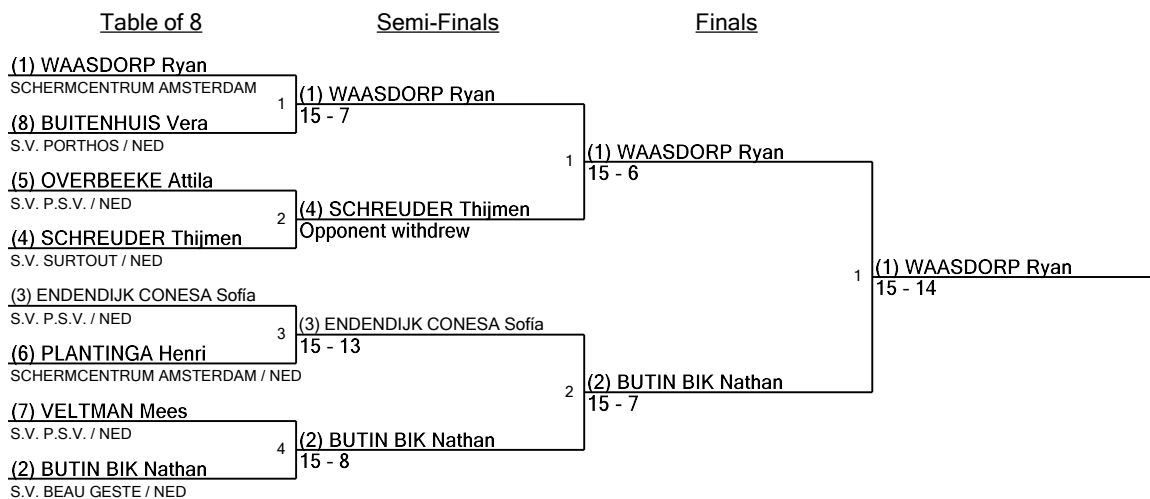 Table of 8
Semi-Finals
Finals
(1) WAASDORP Ryan
SCHERMCENTRUM AMSTERDAM
1
(8) BUITENHUIS Vera
S.V. PORTHOS / NED
(5) OVERBEEKE Attila
S.V. P.S.V. / NED
2
(4) SCHREUDER Thijmen
S.V. SURTOUT / NED
(3) ENDENDIJK CONESA Sofía
S.V. P.S.V. / NED
3
(6) PLANTINGA Henri
SCHERMCENTRUM AMSTERDAM / NED
(7) VELTMAN Mees
S.V. P.S.V. / NED
4
(2) BUTIN BIK Nathan
S.V. BEAU GESTE / NED
(1) WAASDORP Ryan
15 - 7
1
(4) SCHREUDER Thijmen
Opponent withdrew
(3) ENDENDIJK CONESA Sofía
15 - 13
2
(2) BUTIN BIK Nathan
15 - 8
(1) WAASDORP Ryan
15 - 6
1
(2) BUTIN BIK Nathan
15 - 7
(1) WAASDORP Ryan
15 - 14